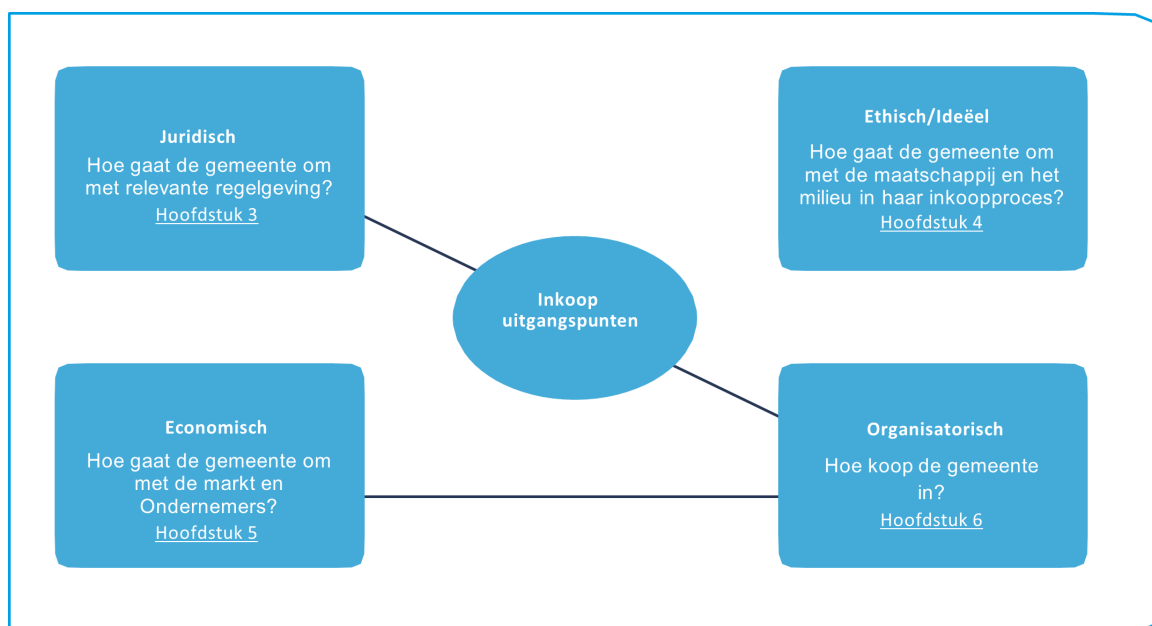 Juridisch
Hoe gaat de gemeente om
met relevante regelgeving?
Hoofdstuk 3
Ethisch/Ideëel
Hoe gaat de gemeente om
met de maatschappij en het
milieu in haar inkoopproces?
Hoofdstuk 4
Inkoop
uitgangspunten
Economisch
Hoe gaat de gemeente om
met de markt en
Ondernemers?
Hoofdstuk 5
Organisatorisch
Hoe koop de gemeente
in?
Hoofdstuk 6